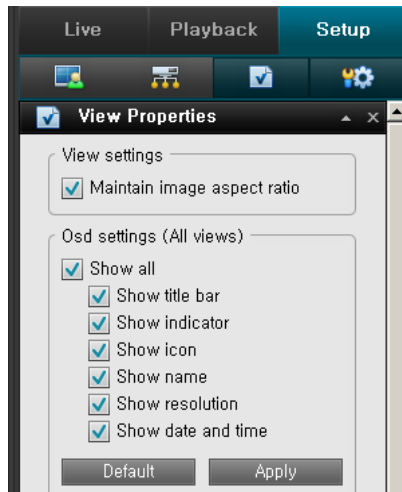 Live Playback Setup
View Properties
View settings
Maintain image aspect ratio
Osd settings (All views)
Show all
Show title bar
Show indicator
Show icon
Show name
Show resolution
Show date and time
Default Apply